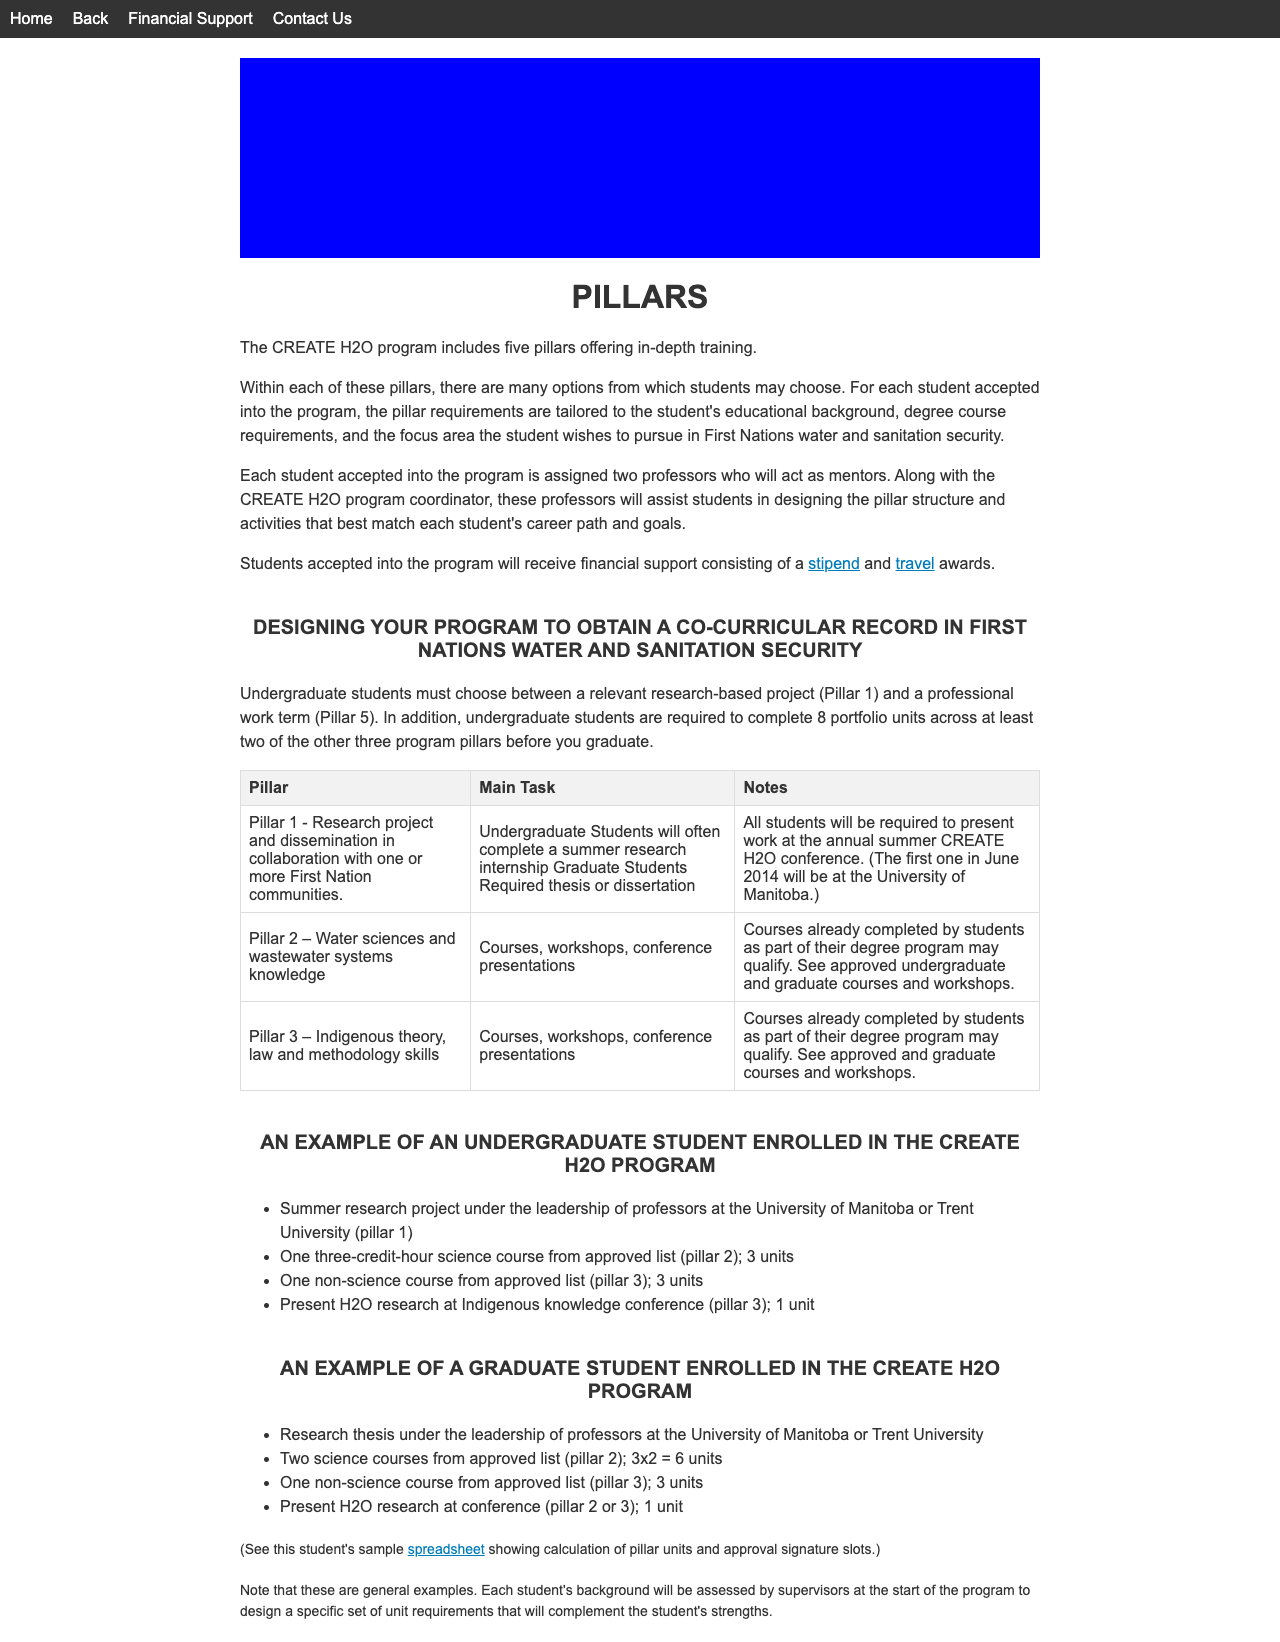 Home Back Financial Support Contact Us
PILLARS
The CREATE H2O program includes five pillars offering in-depth training.
Within each of these pillars, there are many options from which students may choose. For each student accepted
into the program, the pillar requirements are tailored to the student's educational background, degree course
requirements, and the focus area the student wishes to pursue in First Nations water and sanitation security.
Each student accepted into the program is assigned two professors who will act as mentors. Along with the
CREATE H2O program coordinator, these professors will assist students in designing the pillar structure and
activities that best match each student's career path and goals.
Students accepted into the program will receive financial support consisting of a stipend and travel awards.
DESIGNING YOUR PROGRAM TO OBTAIN A CO-CURRICULAR RECORD IN FIRST
NATIONS WATER AND SANITATION SECURITY
Undergraduate students must choose between a relevant research-based project (Pillar 1) and a professional
work term (Pillar 5). In addition, undergraduate students are required to complete 8 portfolio units across at least
two of the other three program pillars before you graduate.
Pillar Main Task Notes
Pillar 1 - Research project
and dissemination in
collaboration with one or
more First Nation
communities.
Undergraduate Students will often
complete a summer research
internship Graduate Students
Required thesis or dissertation
All students will be required to present
work at the annual summer CREATE
H2O conference. (The first one in June
2014 will be at the University of
Manitoba.)
Pillar 2 – Water sciences and
wastewater systems
knowledge
Courses, workshops, conference
presentations
Courses already completed by students
as part of their degree program may
qualify. See approved undergraduate
and graduate courses and workshops.
Pillar 3 – Indigenous theory,
law and methodology skills
Courses, workshops, conference
presentations
Courses already completed by students
as part of their degree program may
qualify. See approved and graduate
courses and workshops.
AN EXAMPLE OF AN UNDERGRADUATE STUDENT ENROLLED IN THE CREATE
H2O PROGRAM
• Summer research project under the leadership of professors at the University of Manitoba or Trent
University (pillar 1)
• One three-credit-hour science course from approved list (pillar 2); 3 units
• One non-science course from approved list (pillar 3); 3 units
• Present H2O research at Indigenous knowledge conference (pillar 3); 1 unit
AN EXAMPLE OF A GRADUATE STUDENT ENROLLED IN THE CREATE H2O
PROGRAM
• Research thesis under the leadership of professors at the University of Manitoba or Trent University
• Two science courses from approved list (pillar 2); 3x2 = 6 units
• One non-science course from approved list (pillar 3); 3 units
• Present H2O research at conference (pillar 2 or 3); 1 unit
(See this student's sample spreadsheet showing calculation of pillar units and approval signature slots.)
Note that these are general examples. Each student's background will be assessed by supervisors at the start of the program to
design a specific set of unit requirements that will complement the student's strengths.